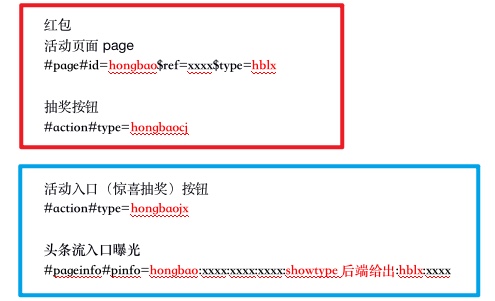 红包
活动页面 page
#page#id=hongbao$ref=xxxx$type=hblx
抽奖按钮
#action#type=hongbaocj
活动入口（惊喜抽奖）按钮
#action#type=hongbaojx
头条流入口曝光
#pageinfo#pinfo=hongbao:xxxx:xxxx:xxxx:showtype 后端给出:hblx:xxxx